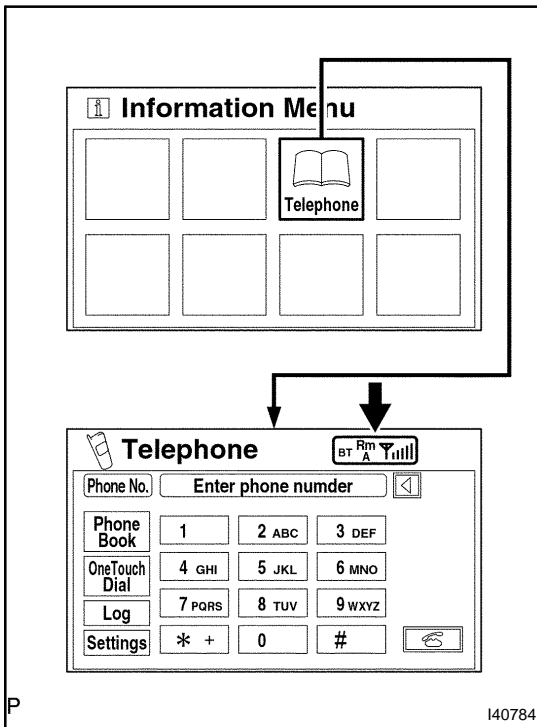 i Information Menu
Telephone
Telephone BT Rm A
Phone No. Enter phone numder
Phone Book 1 2 ABC 3 DEF
OneTouch Dial 4 GHI 5 JKL 6 MNO
Log 7 PQRS 8 TUV 9 WXYZ
Settings * + 0 #
P I40784